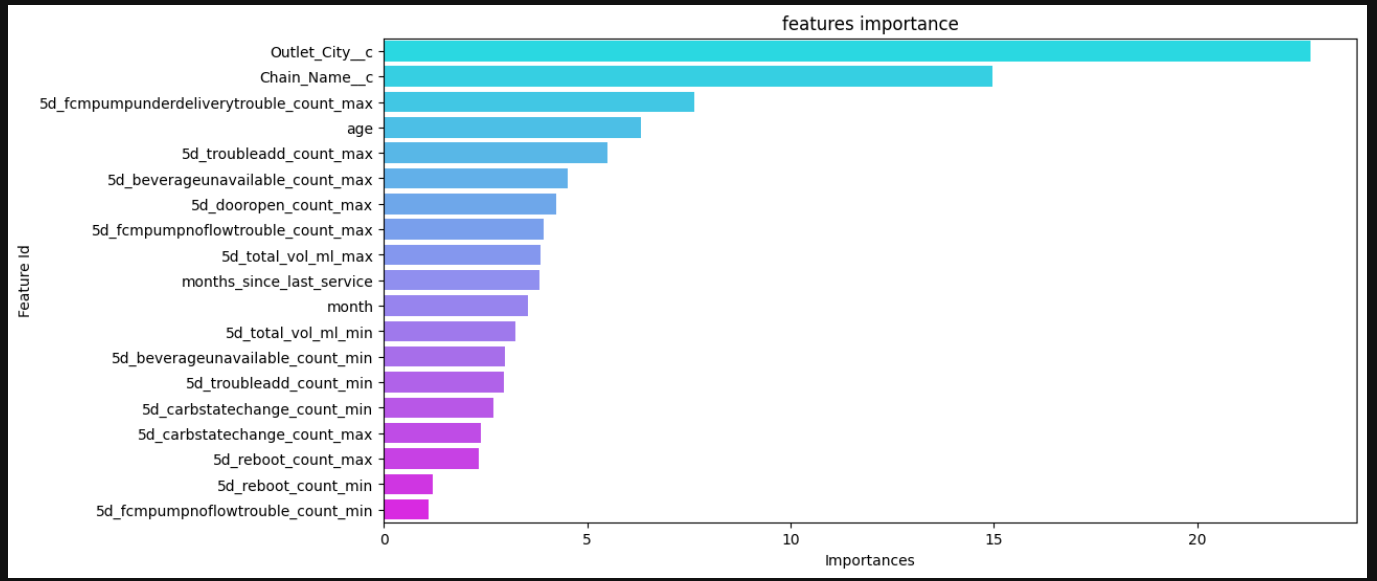 features importance
Outlet_City__c
Chain_Name__c
5d_fcmpumpunderdeliverytrouble_count_max
age
5d_troubleadd_count_max
5d_beverageunavailable_count_max
5d_dooropen_count_max
5d_fcmpumpnoflowtrouble_count_max
5d_total_vol_ml_max
months_since_last_service
month
5d_total_vol_ml_min
5d_beverageunavailable_count_min
5d_troubleadd_count_min
5d_carbstatechange_count_min
5d_carbstatechange_count_max
5d_reboot_count_max
5d_reboot_count_min
5d_fcmpumpnoflowtrouble_count_min
Feature Id
0 5 10 15 20
Importances